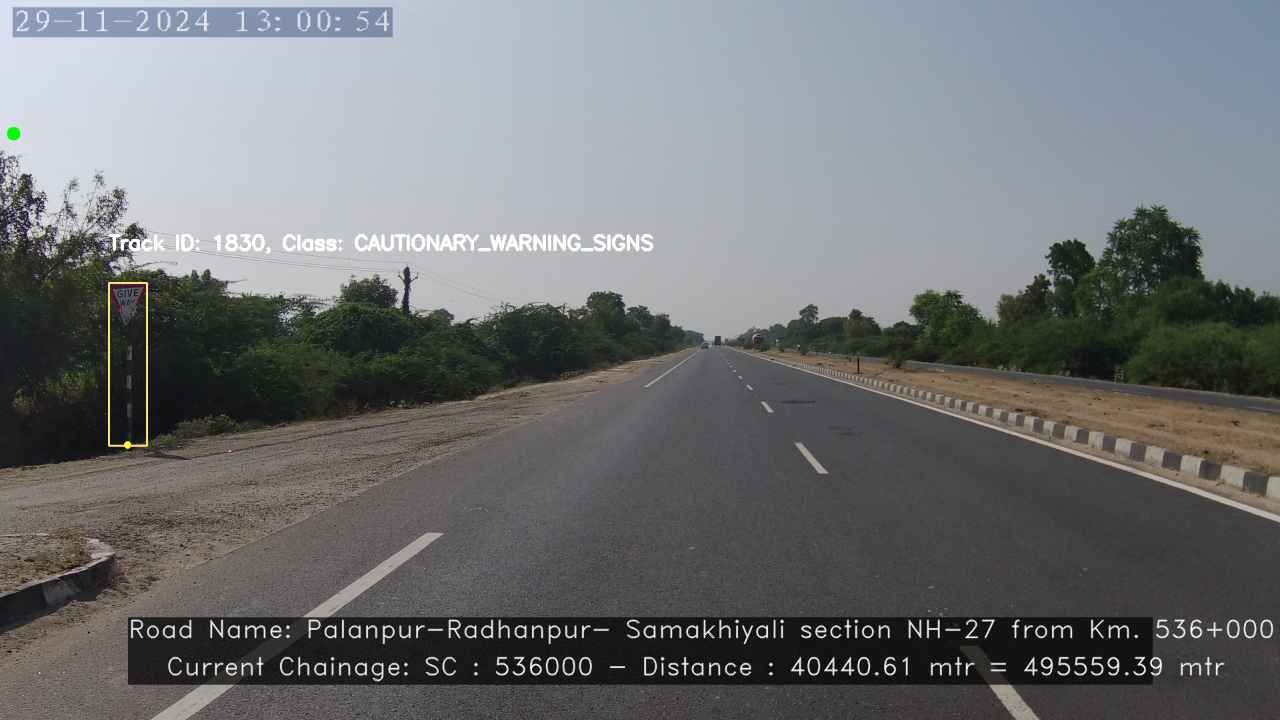 29-11-2024 13:00:54
Track ID: 1830, Class: CAUTIONARY_WARNING_SIGNS
GIVE
WAY
Road Name: Palanpur-Radhanpur- Samakhiyali section NH-27 from Km. 536+000
Current Chainage: SC : 536000 - Distance : 40440.61 mtr = 495559.39 mtr